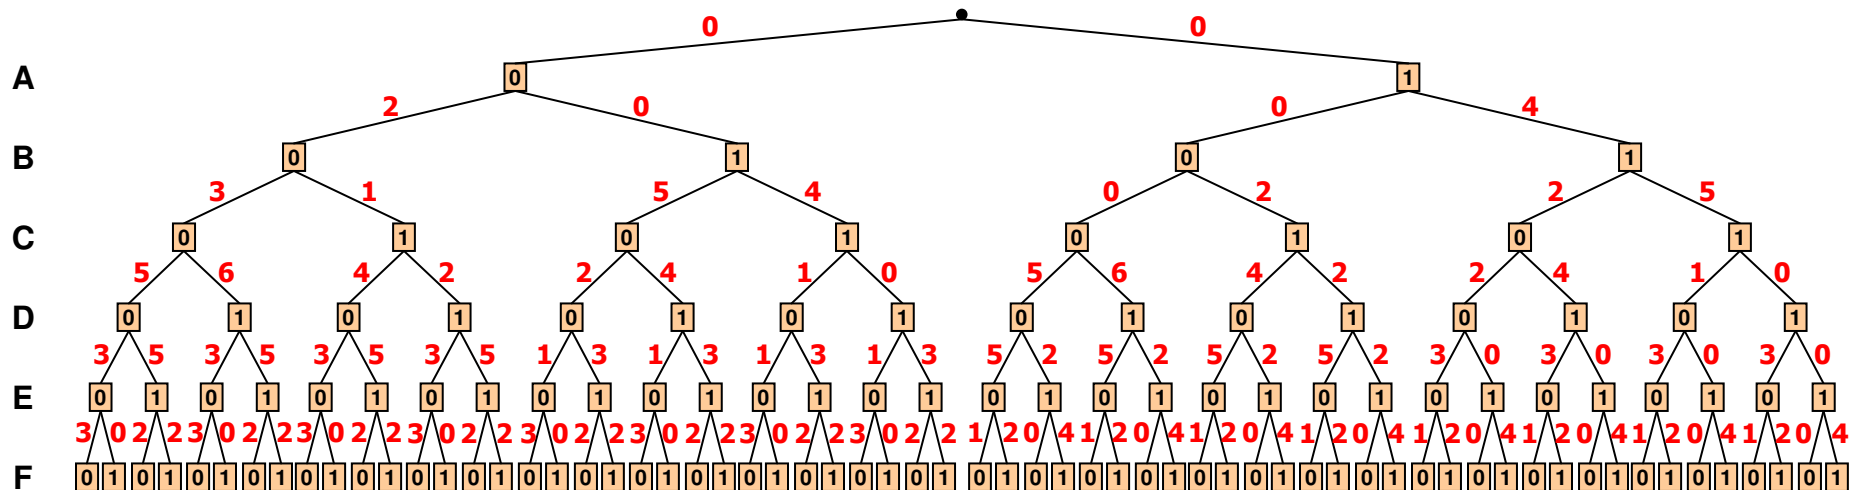 0 0
A 0 1
2 0 0 4
B 0 1 0 1
3 1 5 4 0 2 2 5
C 0 1 0 1 0 1 0 1
5 6 4 2 2 4 1 0 5 6 4 2 2 4 1 0
D 0 1 0 1 0 1 0 1 0 1 0 1 0 1 0 1
3 5 3 5 3 5 3 5 1 3 1 3 1 3 1 3 5 2 5 2 5 2 5 2 3 0 3 0 3 0 3 0
E 0 1 0 1 0 1 0 1 0 1 0 1 0 1 0 1 0 1 0 1 0 1 0 1 0 1 0 1 0 1 0 1
3 0 2 2 3 0 2 2 3 0 2 2 3 0 2 2 3 0 2 2 3 0 2 2 3 0 2 2 3 0 2 2 1 2 0 4 1 2 0 4 1 2 0 4 1 2 0 4 1 2 0 4 1 2 0 4 1 2 0 4 1 2 0 4
F 0 1 0 1 0 1 0 1 0 1 0 1 0 1 0 1 0 1 0 1 0 1 0 1 0 1 0 1 0 1 0 1 0 1 0 1 0 1 0 1 0 1 0 1 0 1 0 1 0 1 0 1 0 1 0 1 0 1 0 1 0 1 0 1